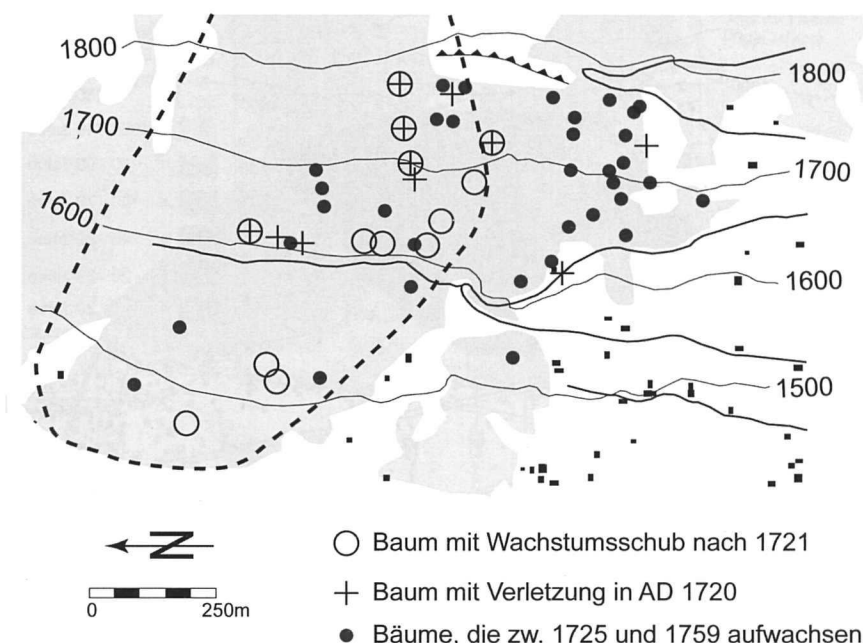 1800
1800
1700
1700
1600
1600
1500
N
0 250m
Baum mit Wachstumsschub nach 1721
Baum mit Verletzung in AD 1720
Bäume, die zw. 1725 und 1759 aufwachsen